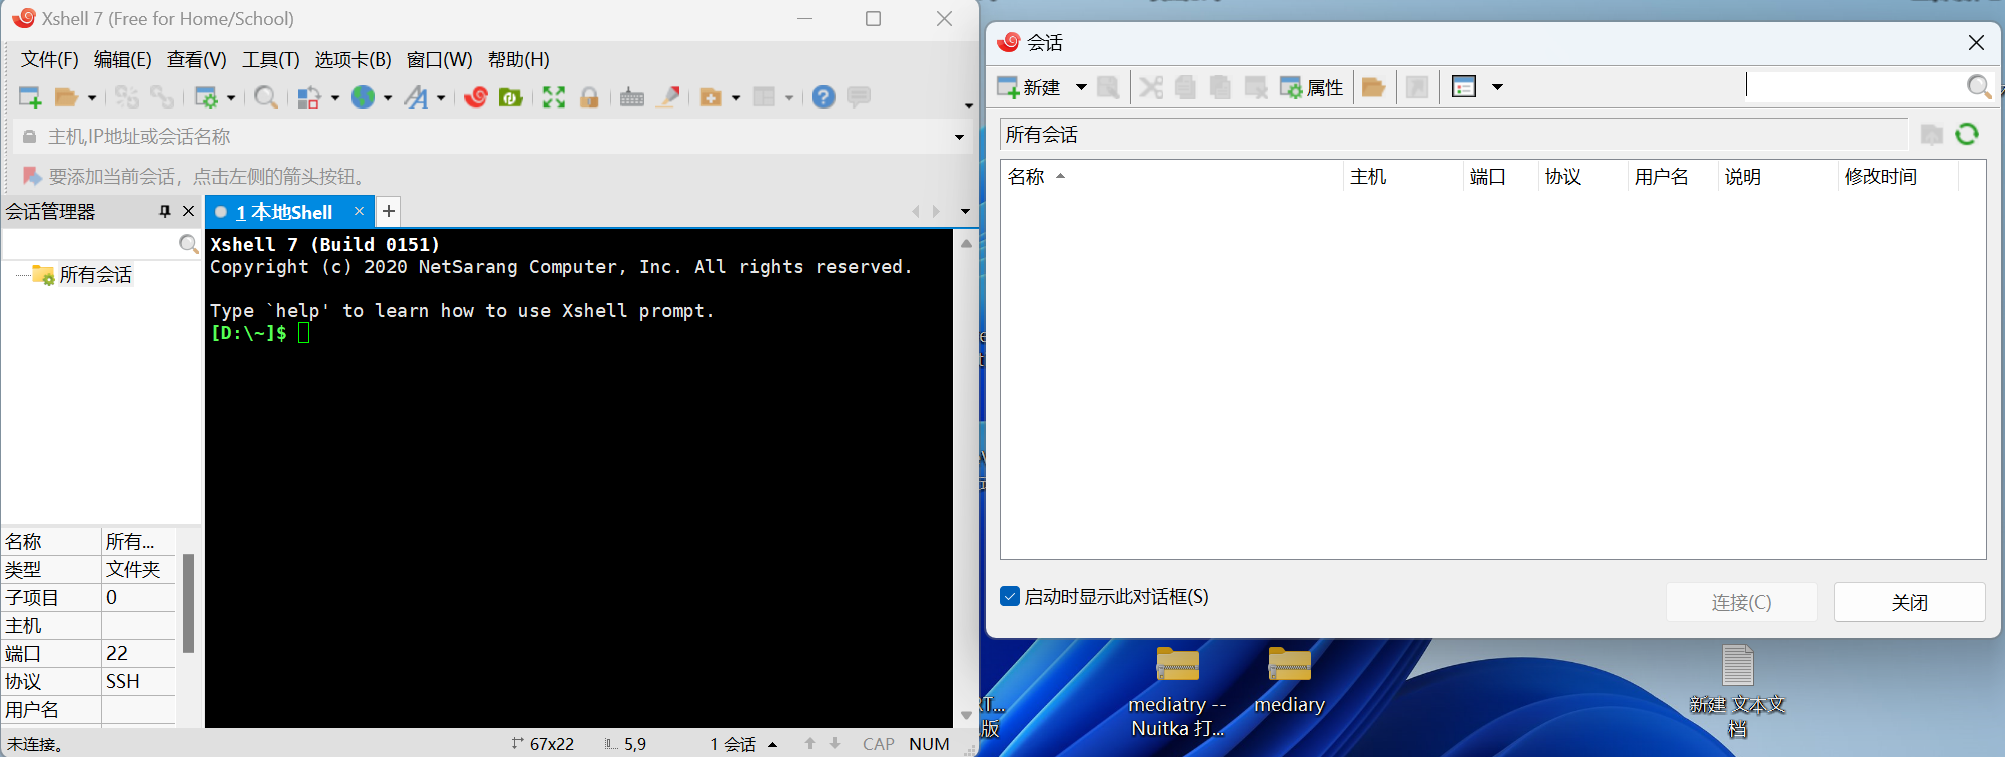 Xshell 7 (Free for Home/School)
文件(F) 编辑(E) 查看(V) 工具(T) 选项卡(B) 窗口(W) 帮助(H)
主机,IP地址或会话名称
要添加当前会话，点击左侧的箭头按钮。
会话管理器
1 本地Shell
所有会话
Xshell 7 (Build 0151)
Copyright (c) 2020 NetSarang Computer, Inc. All rights reserved.
Type `help' to learn how to use Xshell prompt.
[D:\~]$
名称 所有...
类型 文件夹
子项目 0
主机
端口 22
协议 SSH
用户名
未连接。
67x22
5,9
1 会话
CAP NUM
会话
新建
属性
所有会话
名称 主机 端口 协议 用户名 说明 修改时间
启动时显示此对话框(S)
连接(C)
关闭
mediatry --
Nuitka 打...
mediary
新建 文本文
档